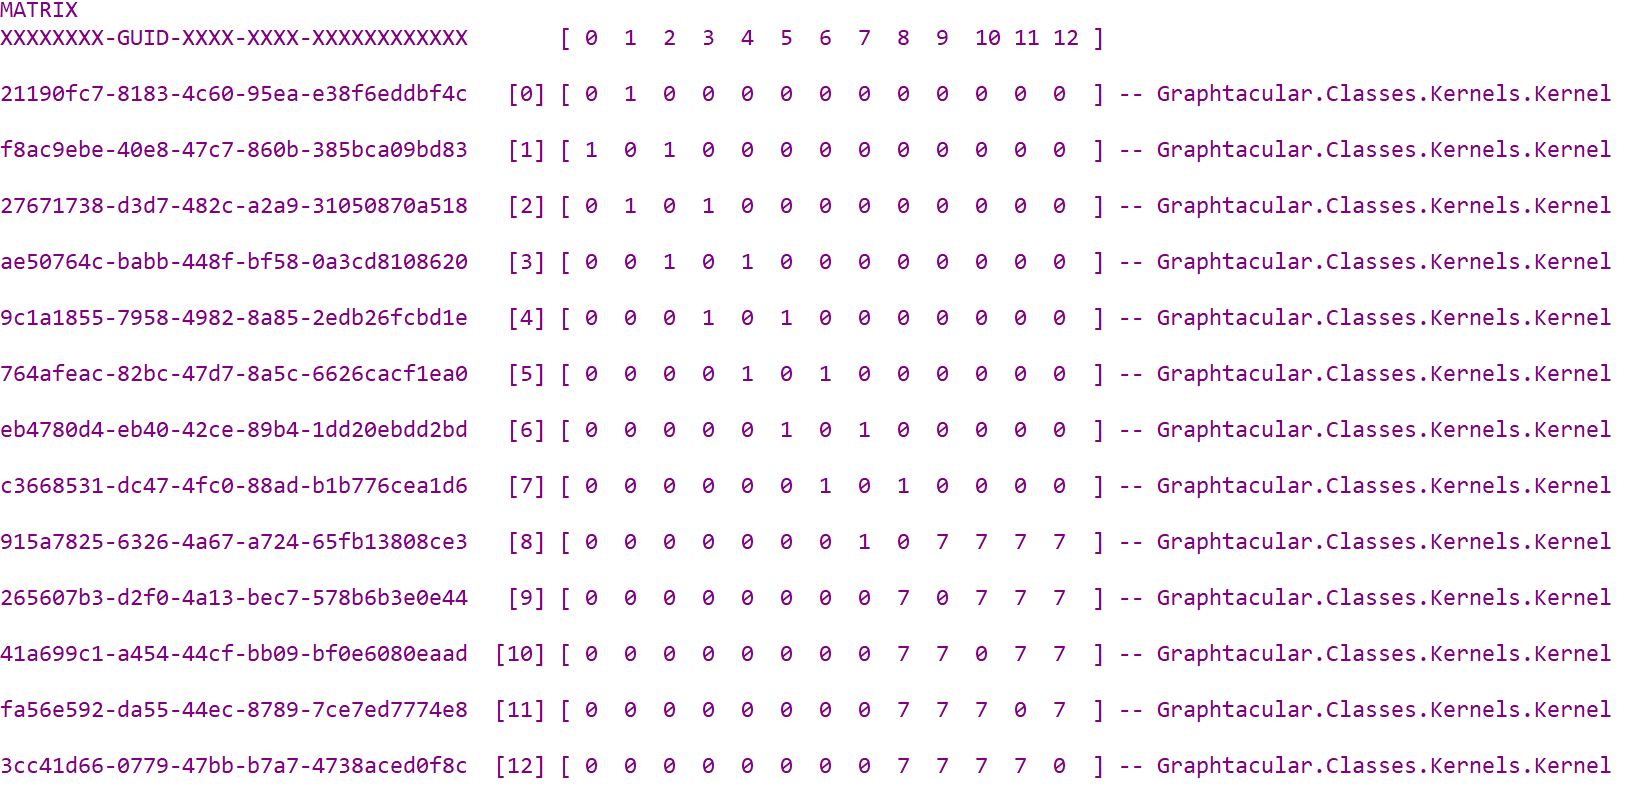 MATRIX
XXXXXXXX-GUID-XXXX-XXXX-XXXXXXXXXXXX [ 0 1 2 3 4 5 6 7 8 9 10 11 12 ]
21190fc7-8183-4c60-95ea-e38f6eddbf4c [0] [ 0 1 0 0 0 0 0 0 0 0 0 0 0 ] -- Graphtacular.Classes.Kernels.Kernel
f8ac9ebe-40e8-47c7-860b-385bca09bd83 [1] [ 1 0 1 0 0 0 0 0 0 0 0 0 0 ] -- Graphtacular.Classes.Kernels.Kernel
27671738-d3d7-482c-a2a9-31050870a518 [2] [ 0 1 0 1 0 0 0 0 0 0 0 0 0 ] -- Graphtacular.Classes.Kernels.Kernel
ae50764c-babb-448f-bf58-0a3cd8108620 [3] [ 0 0 1 0 1 0 0 0 0 0 0 0 0 ] -- Graphtacular.Classes.Kernels.Kernel
9c1a1855-7958-4982-8a85-2edb26fcbd1e [4] [ 0 0 0 1 0 1 0 0 0 0 0 0 0 ] -- Graphtacular.Classes.Kernels.Kernel
764afeac-82bc-47d7-8a5c-6626cacf1ea0 [5] [ 0 0 0 0 1 0 1 0 0 0 0 0 0 ] -- Graphtacular.Classes.Kernels.Kernel
eb4780d4-eb40-42ce-89b4-1dd20ebdd2bd [6] [ 0 0 0 0 0 1 0 1 0 0 0 0 0 ] -- Graphtacular.Classes.Kernels.Kernel
c3668531-dc47-4fc0-88ad-b1b776cea1d6 [7] [ 0 0 0 0 0 0 1 0 1 0 0 0 0 ] -- Graphtacular.Classes.Kernels.Kernel
915a7825-6326-4a67-a724-65fb13808ce3 [8] [ 0 0 0 0 0 0 0 1 0 7 7 7 7 ] -- Graphtacular.Classes.Kernels.Kernel
265607b3-d2f0-4a13-bec7-578b6b3e0e44 [9] [ 0 0 0 0 0 0 0 0 7 0 7 7 7 ] -- Graphtacular.Classes.Kernels.Kernel
41a699c1-a454-44cf-bb09-bf0e6080eaad [10] [ 0 0 0 0 0 0 0 0 7 7 0 7 7 ] -- Graphtacular.Classes.Kernels.Kernel
fa56e592-da55-44ec-8789-7ce7ed7774e8 [11] [ 0 0 0 0 0 0 0 0 7 7 7 0 7 ] -- Graphtacular.Classes.Kernels.Kernel
3cc41d66-0779-47bb-b7a7-4738aced0f8c [12] [ 0 0 0 0 0 0 0 0 7 7 7 7 0 ] -- Graphtacular.Classes.Kernels.Kernel